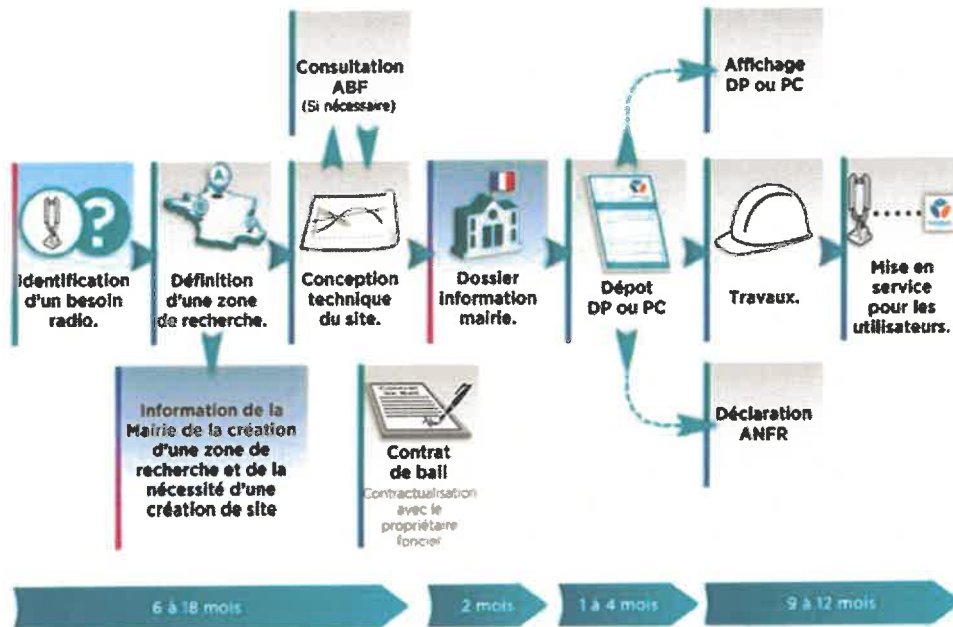 Consultation
ABF
(Si nécessaire)
Affichage
DP ou PC
Identification
d'un besoin
radio.
Définition
d'une zone
de recherche.
Conception
technique
du site.
Dossier
information
mairie.
Dépot
DP ou PC
Travaux.
Mise en
service
pour les
utilisateurs.
Information de la
Mairie de la création
d'une zone de
recherche et de la
nécessité d'une
création de site
Contrat
de Bail
Contrat
de bail
Contractualisation
avec le
propriétaire
foncier
Déclaration
ANFR
6 à 18 mois
2 mois
1 à 4 mois
9 à 12 mois